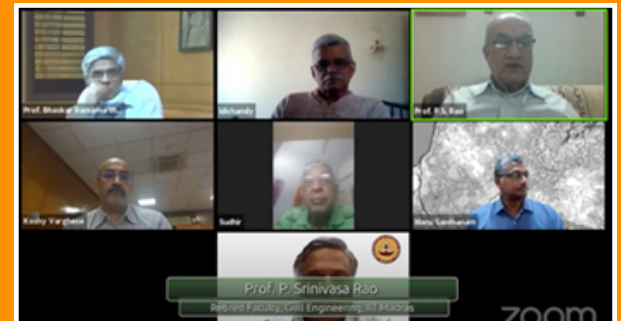 Prof. Bhaskar Ramamurthi
Idichandy
Prof. P.S. Rao
Koshy Varghese
Sudhir
Manu Santhanam
Prof. P. Srinivasa Rao
Retired Faculty, Civil Engineering, IIT Madras
zoom